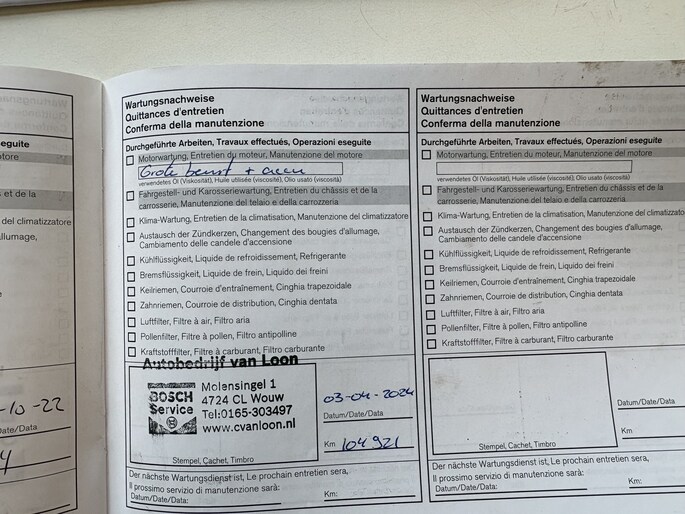 eguite
otore
et de la
del climatizzatore
allumage,
-10-22
Date/Data
4
Wartungsnachweise
Quittances d'entretien
Conferma della manutenzione
Durchgeführte Arbeiten, Travaux effectués, Operazioni eseguite
Motorwartung, Entretien du moteur, Manutenzione del motore
Grote beurt +
verwendetes Öl (Viskosität), Huile utilisée (viscosité), Olio usato (viscosità)
Fahrgestell- und Karosseriewartung, Entretien du châssis et de la
carrosserie, Manutenzione del telaio e della carrozzeria
Klima-Wartung, Entretien de la climatisation, Manutenzione del climatizzatore
Austausch der Zündkerzen, Changement des bougies d'allumage,
Cambiamento delle candele d'accensione
Kühlflüssigkeit, Liquide de refroidissement, Refrigerante
Bremsflüssigkeit, Liquide de frein, Liquido dei freini
Keilriemen, Courroie d'entraînement, Cinghia trapezoidale
Zahnriemen, Courroie de distribution, Cinghia dentata
Luftfilter, Filtre à air, Filtro aria
Pollenfilter, Filtre à pollen, Filtro antipolline
Kraftstofffilter, Filtre à carburant, Filtro carburante
Autobedrijf van Loon
BOSCH
Service
Molensingel 1
4724 CL Wouw
Tel:0165-303497
www.cvanloon.nl
Stempel, Cachet, Timbro
03-04-2024
Datum/Date/Data
Km 104921
Der nächste Wartungsdienst ist, Le prochain entretien sera,
Il prossimo servizio di manutenzione sarà:
Datum/Date/Data: Km:
Wartungsnachweise
Quittances d'entretien
Conferma della manutenzione
Durchgeführte Arbeiten, Travaux effectués, Operazioni eseguite
Motorwartung, Entretien du moteur, Manutenzione del motore
verwendetes Öl (Viskosität), Huile utilisée (viscosité), Olio usato (viscosità)
Fahrgestell- und Karosseriewartung, Entretien du châssis et de la
carrosserie, Manutenzione del telaio e della carrozzeria
Klima-Wartung, Entretien de la climatisation, Manutenzione del climatizzato
Austausch der Zündkerzen, Changement des bougies d'allumage,
Cambiamento delle candele d'accensione
Kühlflüssigkeit, Liquide de refroidissement, Refrigerante
Bremsflüssigkeit, Liquide de frein, Liquido dei freini
Keilriemen, Courroie d'entraînement, Cinghia trapezoidale
Zahnriemen, Courroie de distribution, Cinghia dentata
Luftfilter, Filtre à air, Filtro aria
Pollenfilter, Filtre à pollen, Filtro antipolline
Kraftstofffilter, Filtre à carburant, Filtro carburante
Stempel, Cachet, Timbro
Datum/Date/Data
Km
Der nächste Wartungsdienst ist, Le prochain entretien sera,
Il prossimo servizio di manutenzione sarà:
Datum/Date/Data: Km: